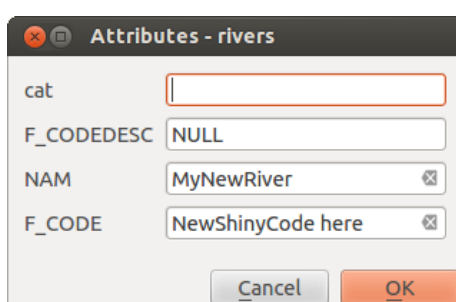 Attributes - rivers
cat
F_CODEDESC NULL
NAM MyNewRiver
F_CODE NewShinyCode here
Cancel OK